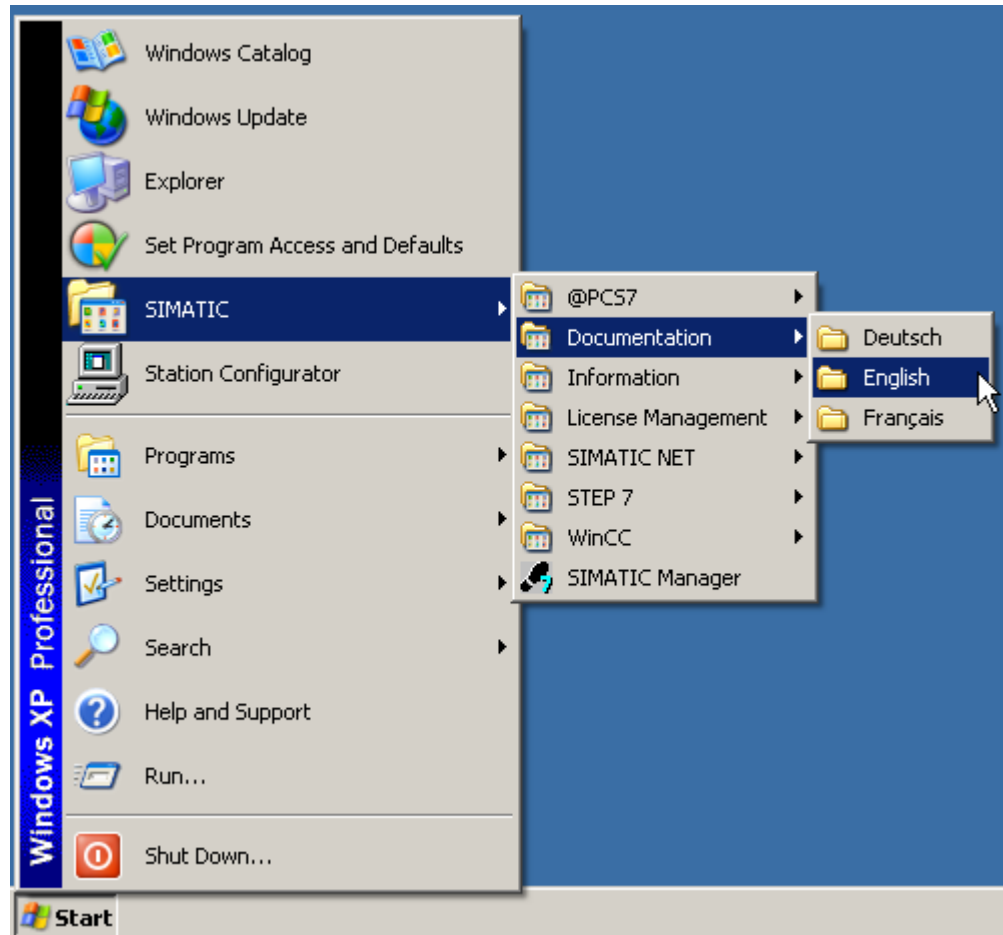 Windows Catalog
Windows Update
Explorer
Set Program Access and Defaults
SIMATIC
Station Configurator
Programs
Documents
Settings
Search
Help and Support
Run...
Shut Down...
Windows XP Professional
Start
@PCS7
Documentation
Information
License Management
SIMATIC NET
STEP 7
WinCC
SIMATIC Manager
Deutsch
English
Français